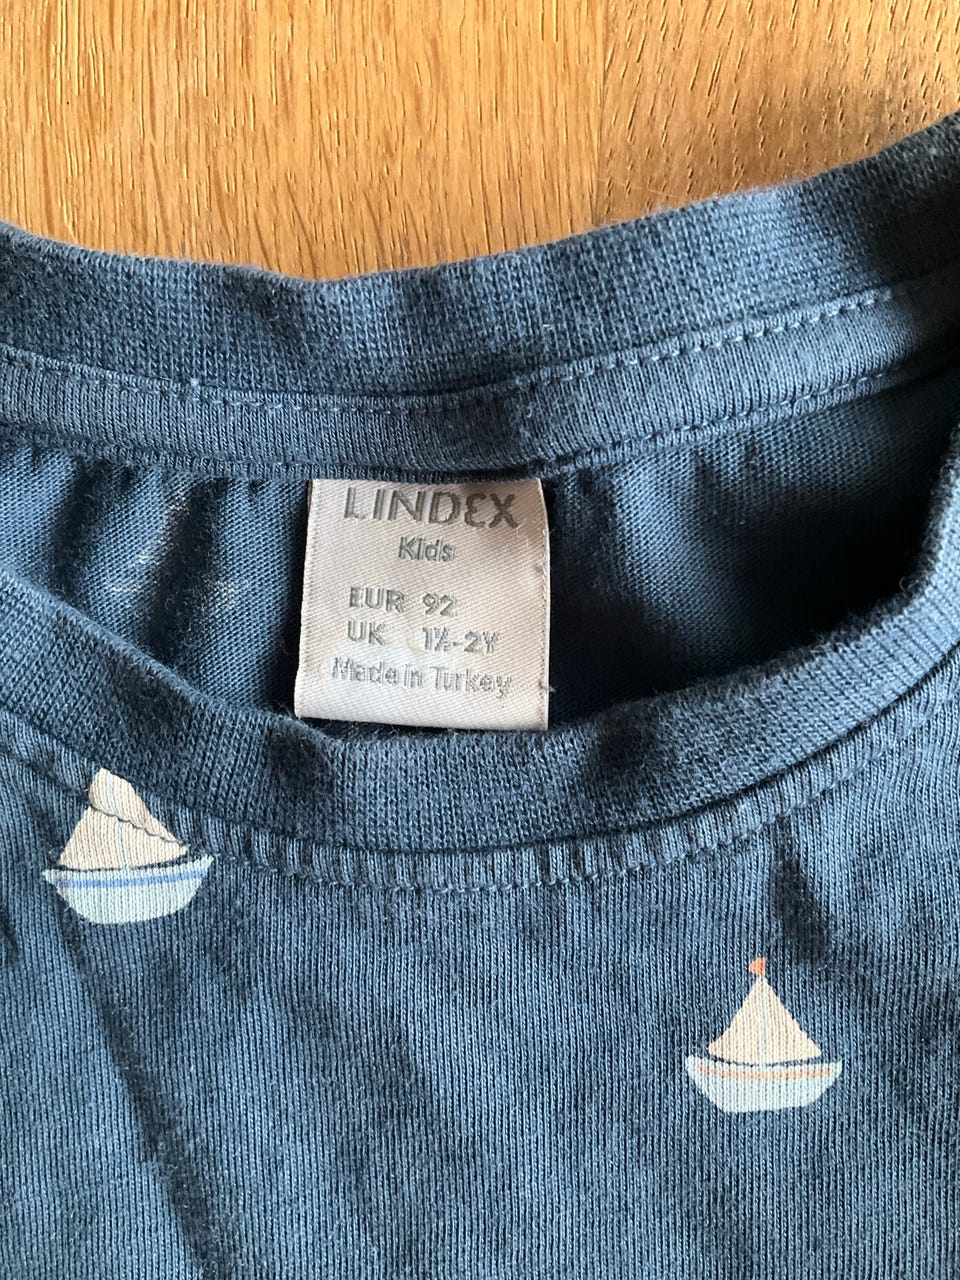 LINDEX
Kids
EUR 92
UK 1½-2Y
Made in Turkey